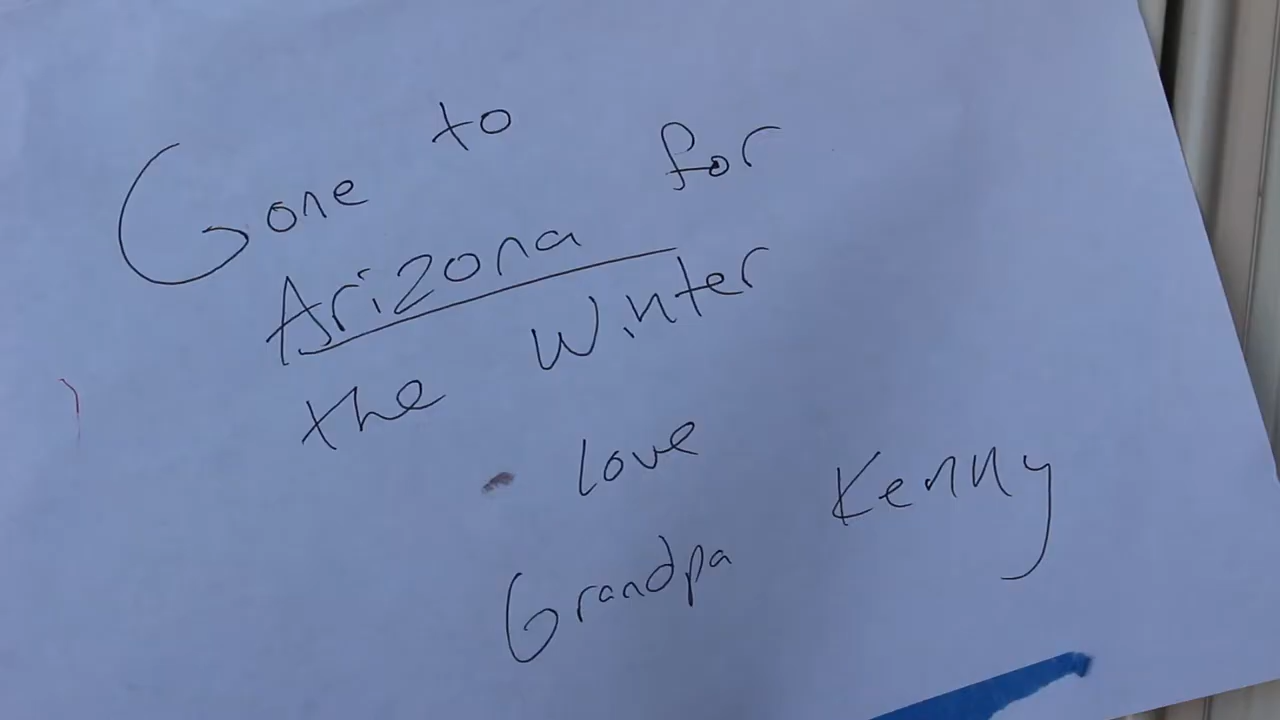 Gone to for
Arizona
the Winter
love
Grandpa Kenny